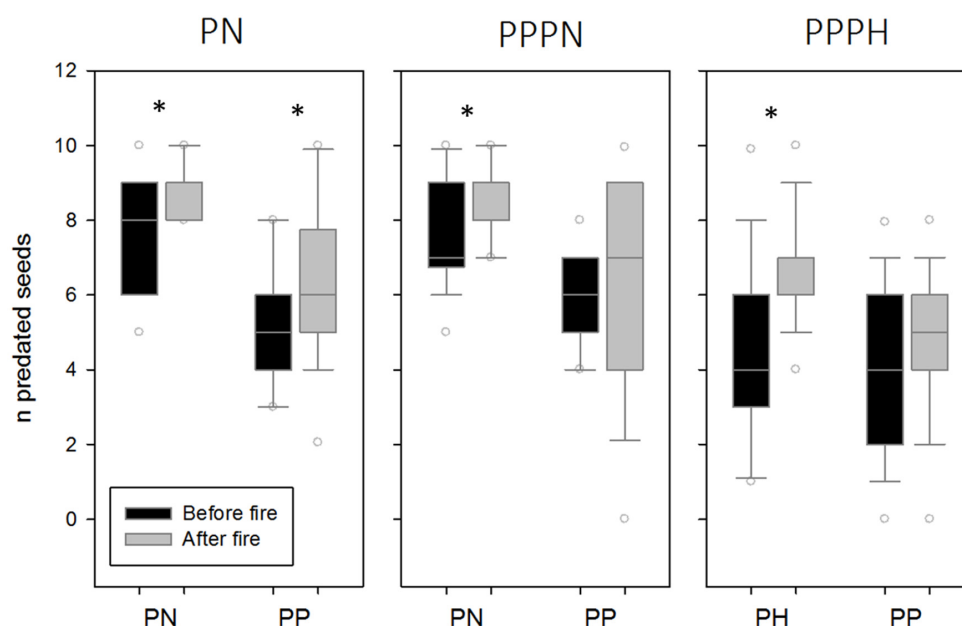 PN PPPN PPPH
12
10
8
6
4
2
0
n predated seeds
* * * *
Before fire
After fire
PN PP PN PP PH PP